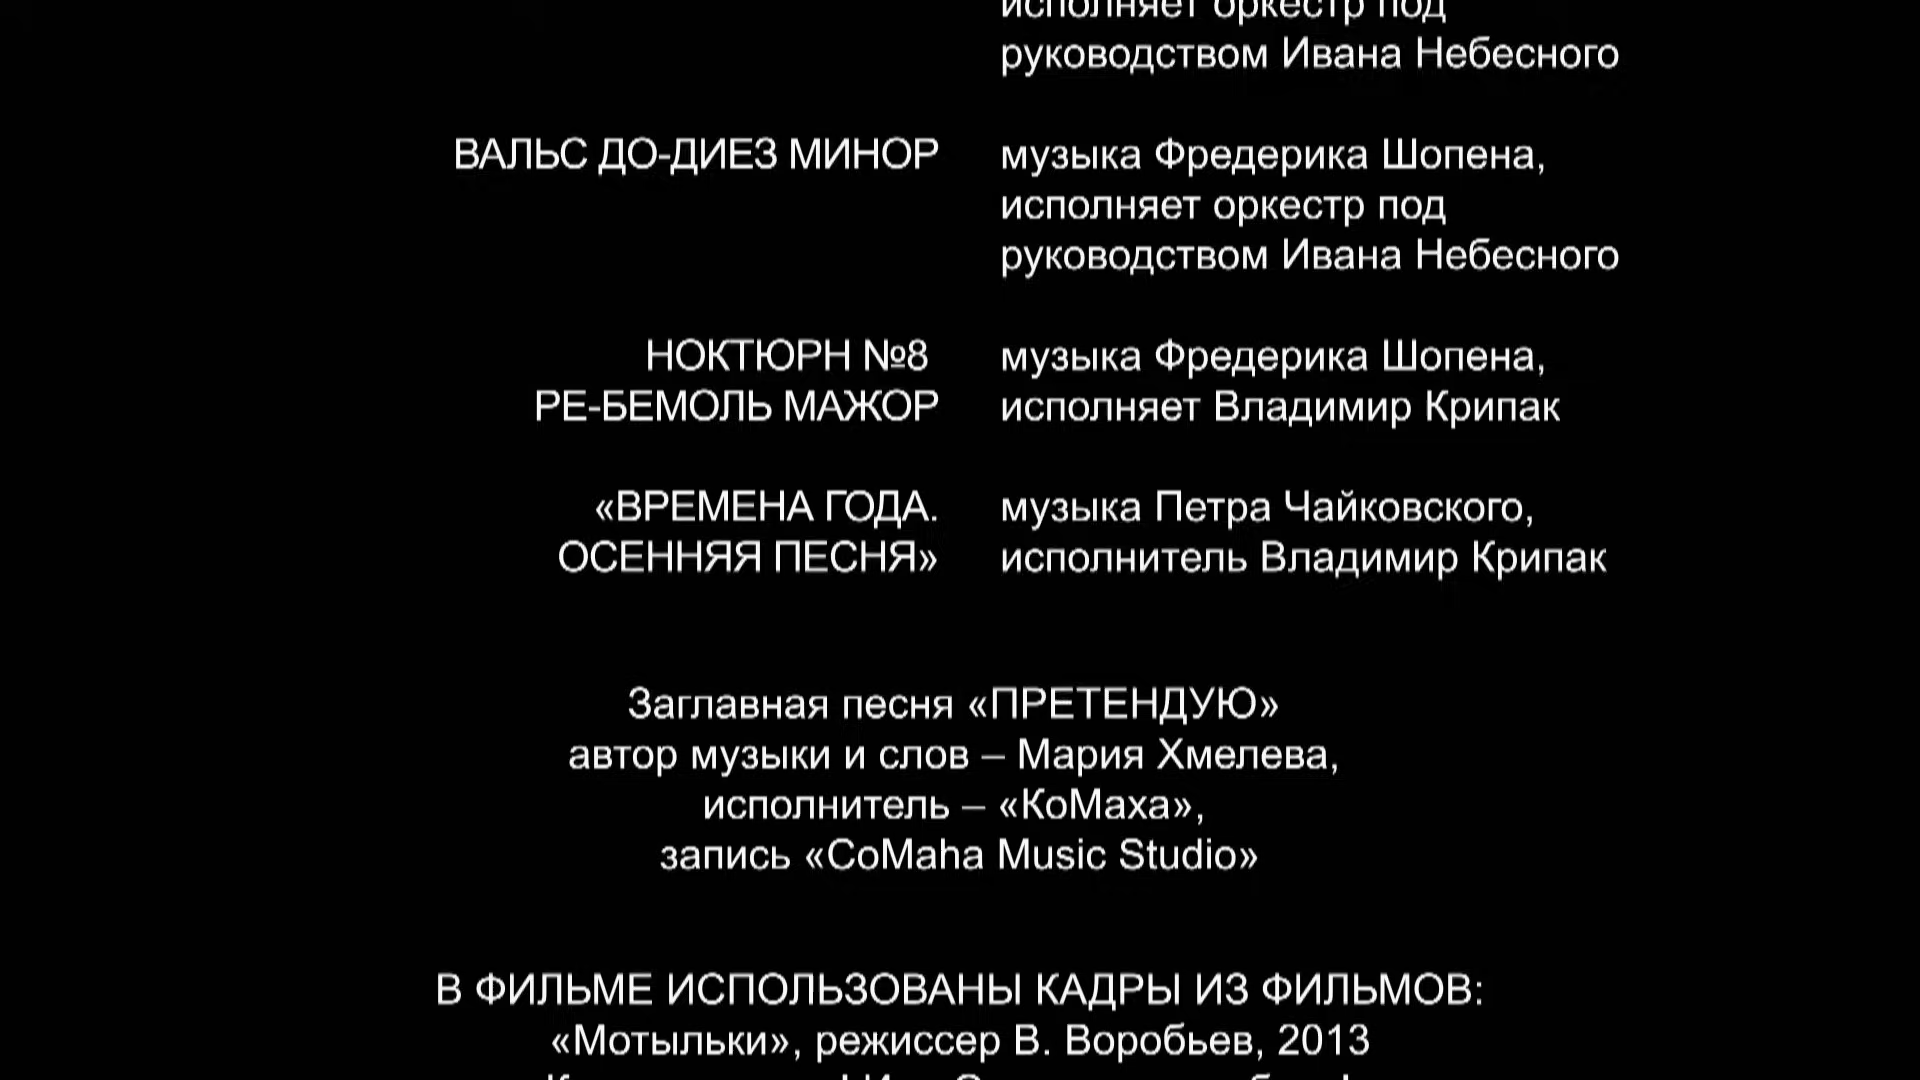 исполняет оркестр под
руководством Ивана Небесного
ВАЛЬС ДО-ДИЕЗ МИНОР
музыка Фредерика Шопена,
исполняет оркестр под
руководством Ивана Небесного
НОКТЮРН №8
РЕ-БЕМОЛЬ МАЖОР
музыка Фредерика Шопена,
исполняет Владимир Крипак
«ВРЕМЕНА ГОДА.
ОСЕННЯЯ ПЕСНЯ»
музыка Петра Чайковского,
исполнитель Владимир Крипак
Заглавная песня «ПРЕТЕНДУЮ»
автор музыки и слов – Мария Хмелева,
исполнитель – «КоМаха»,
запись «CoMaha Music Studio»
В ФИЛЬМЕ ИСПОЛЬЗОВАНЫ КАДРЫ ИЗ ФИЛЬМОВ:
«Мотыльки», режиссер В. Воробьев, 2013